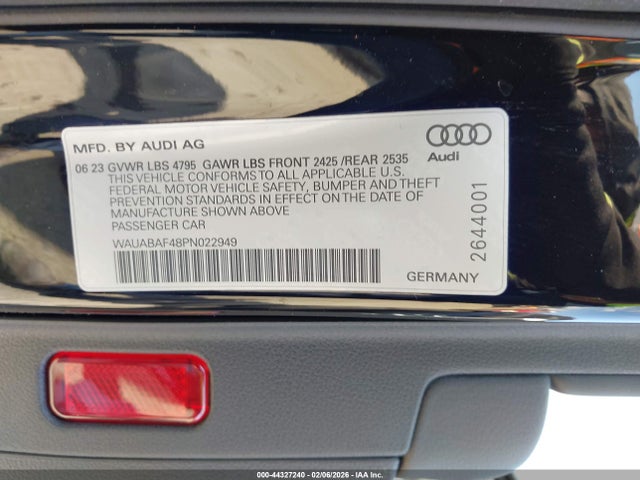 MFD. BY AUDI AG
Audi
06 23 GVWR LBS 4795 GAWR LBS FRONT 2425 /REAR 2535
THIS VEHICLE CONFORMS TO ALL APPLICABLE U.S.
FEDERAL MOTOR VEHICLE SAFETY, BUMPER AND THEFT
PREVENTION STANDARDS IN EFFECT ON THE DATE OF
MANUFACTURE SHOWN ABOVE
PASSENGER CAR
WAUABAF48PN022949
GERMANY
2644001
000-44327240 - 02/06/2026 - IAA Inc.